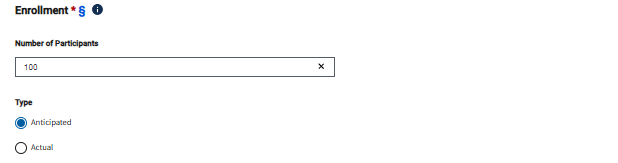 Enrollment * §
Number of Participants
100
Type
Anticipated
Actual